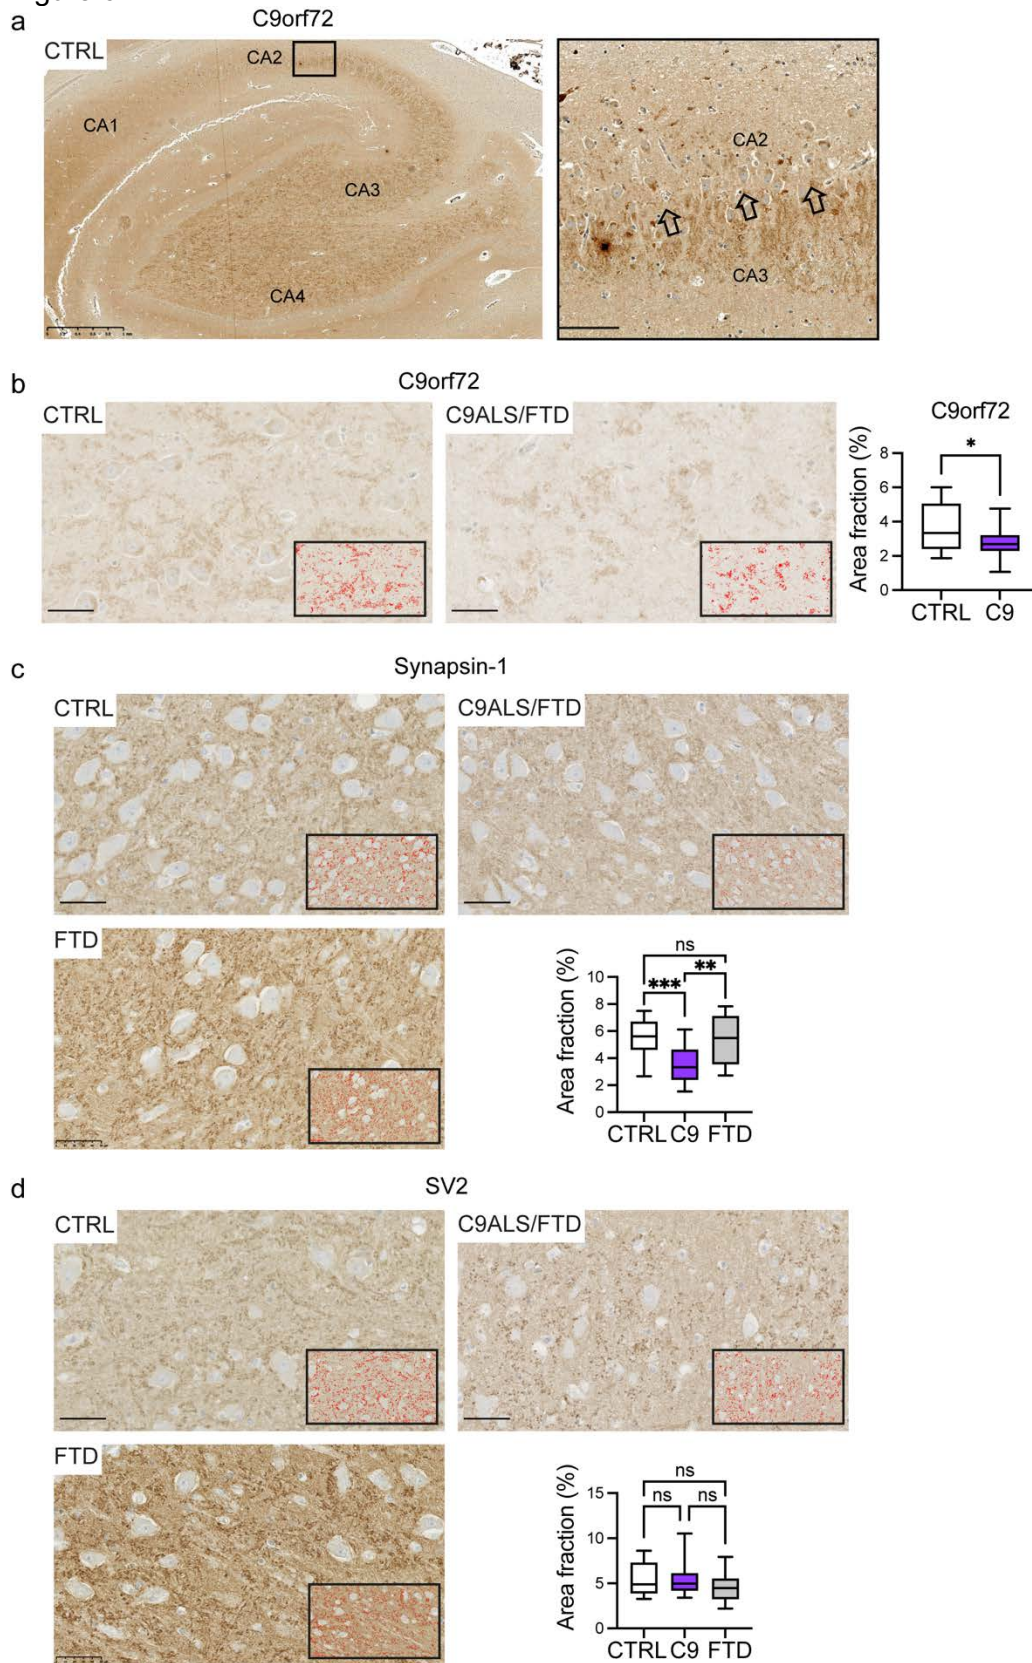 a
C9orf72
CTRL
CA2
CA1
CA3
CA4
CA2
CA3
b
C9orf72
CTRL
C9ALS/FTD
C9orf72
Area fraction (%)
*
8
6
4
2
0
CTRL C9
c
Synapsin-1
CTRL
C9ALS/FTD
FTD
Area fraction (%)
ns
*** **
10
8
6
4
2
0
CTRL C9 FTD
d
SV2
CTRL
C9ALS/FTD
FTD
Area fraction (%)
ns
ns ns
15
10
5
0
CTRL C9 FTD